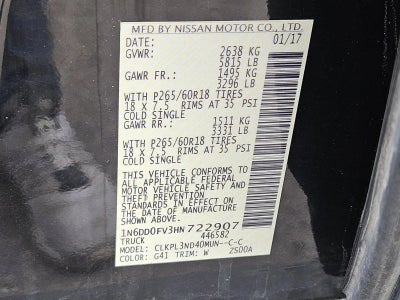 MFD BY NISSAN MOTOR CO., LTD.
DATE: 01/17
GVWR: 2638 KG
5815 LB
GAWR FR.: 1495 KG
3296 LB
WITH P265/60R18 TIRES
18 X 7.5 RIMS AT 35 PSI
COLD SINGLE
GAWR RR.: 1511 KG
3331 LB
WITH P265/60R18 TIRES
18 X 7.5 RIMS AT 35 PSI
COLD SINGLE
THIS VEHICLE CONFORMS TO
ALL APPLICABLE FEDERAL
MOTOR VEHICLE SAFETY AND
THEFT PREVENTION
STANDARDS IN EFFECT ON
THE DATE OF MANUFACTURE
SHOWN ABOVE.
1N6DD0FV3HN722907
TRUCK 446582
MODEL: CLKPL3ND40MUN--C-C
COLOR: G41 TRIM: W ZSD0A